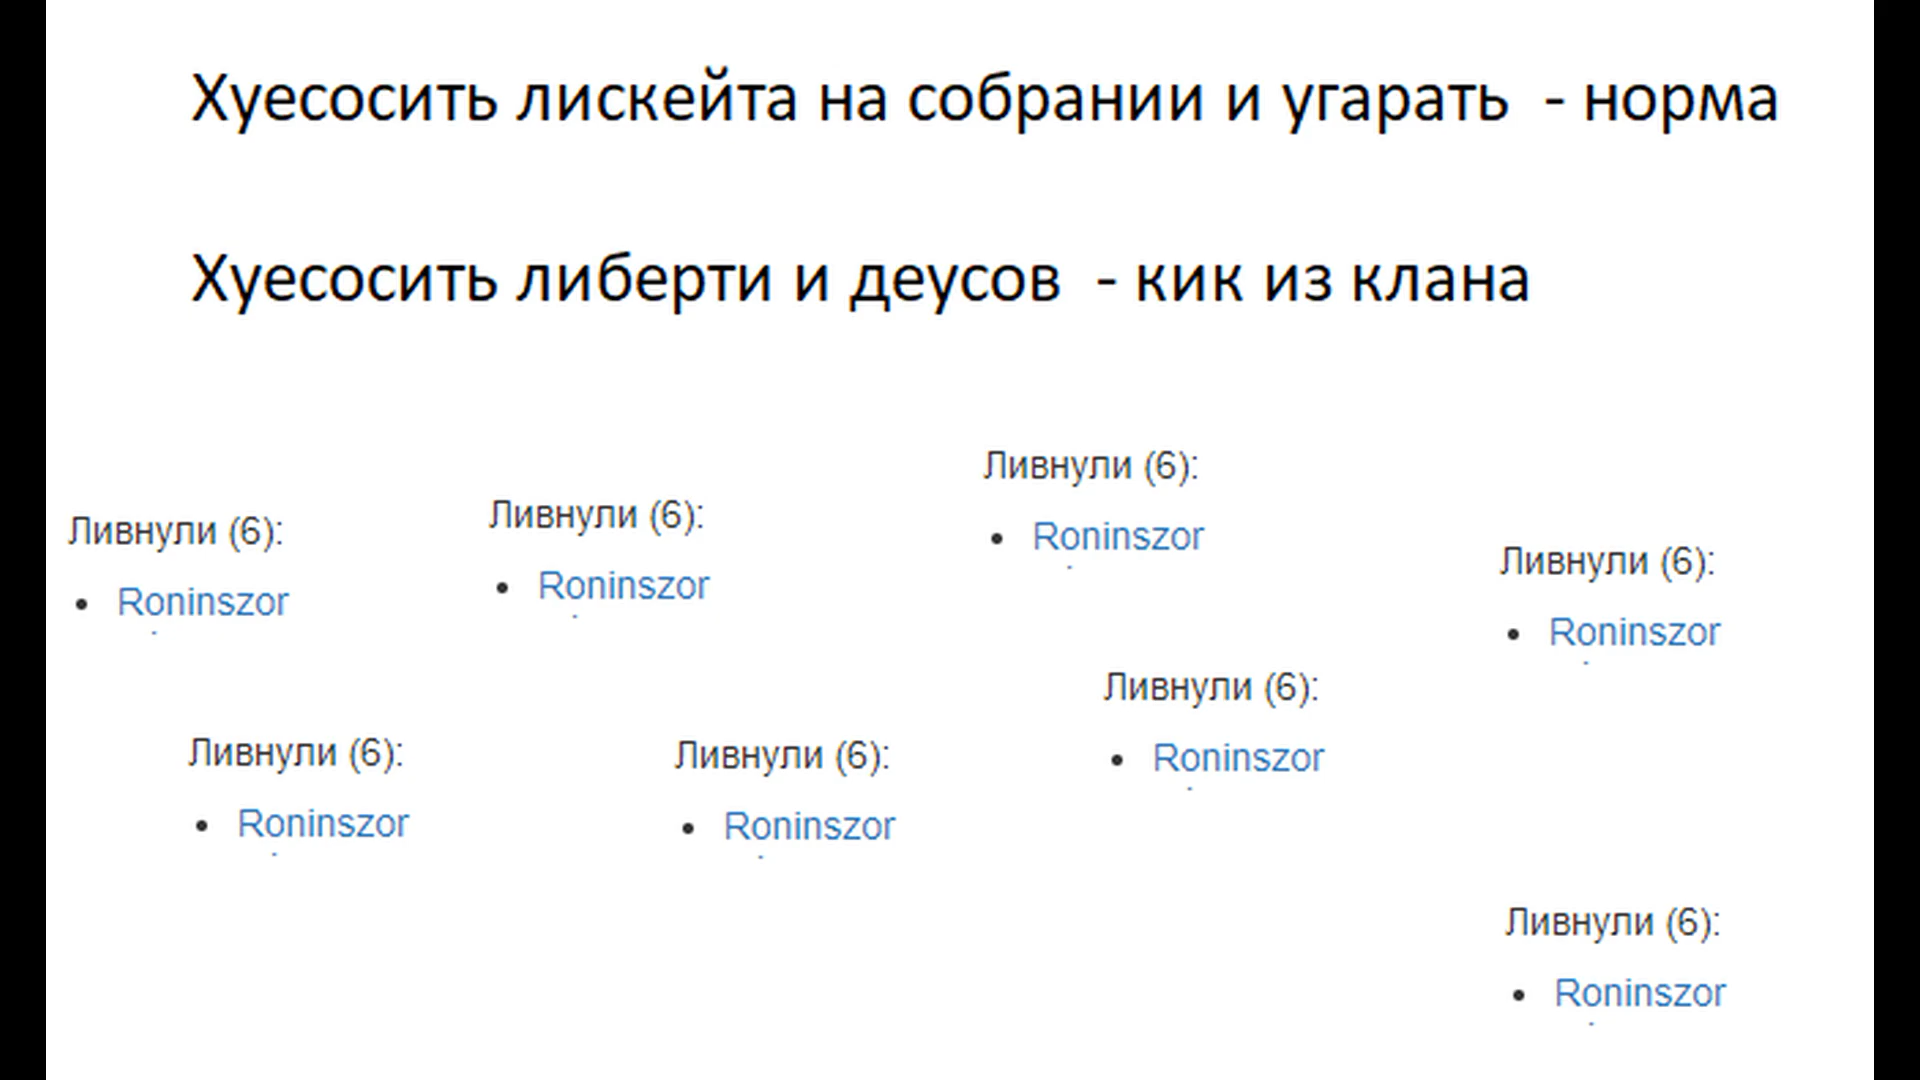 Хуесосить лискейта на собрании и угарать - норма
Хуесосить либерти и деусов - кик из клана
Ливнули (6):
• Roninszor
Ливнули (6):
• Roninszor
Ливнули (6):
• Roninszor
Ливнули (6):
• Roninszor
Ливнули (6):
• Roninszor
Ливнули (6):
• Roninszor
Ливнули (6):
• Roninszor
Ливнули (6):
• Roninszor